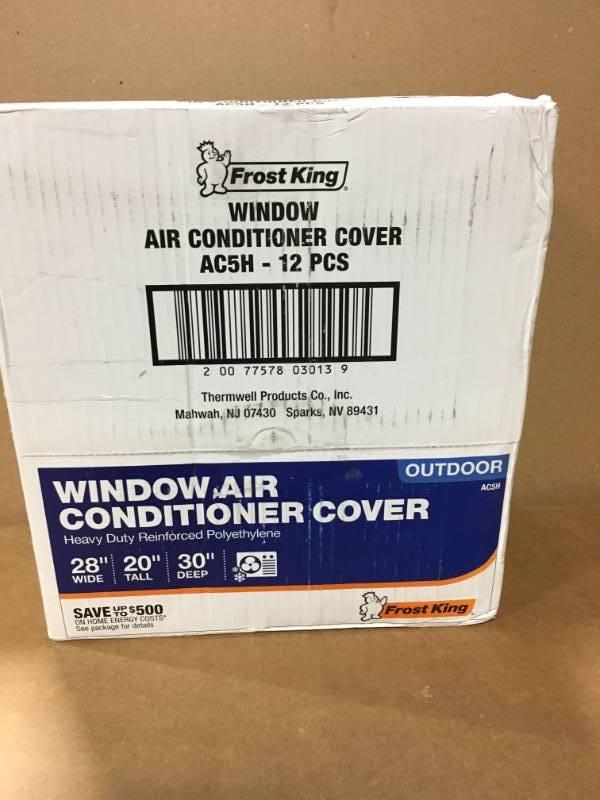 Frost King
WINDOW
AIR CONDITIONER COVER
AC5H - 12 PCS
2 00 77578 03013 9
Thermwell Products Co., Inc.
Mahwah, NJ 07430 Sparks, NV 89431
OUTDOOR
AC5H
WINDOW AIR
CONDITIONER COVER
Heavy Duty Reinforced Polyethylene
28" 20" 30"
WIDE TALL DEEP
SAVE UP TO $500
ON HOME ENERGY COSTS*
See package for details
Frost King